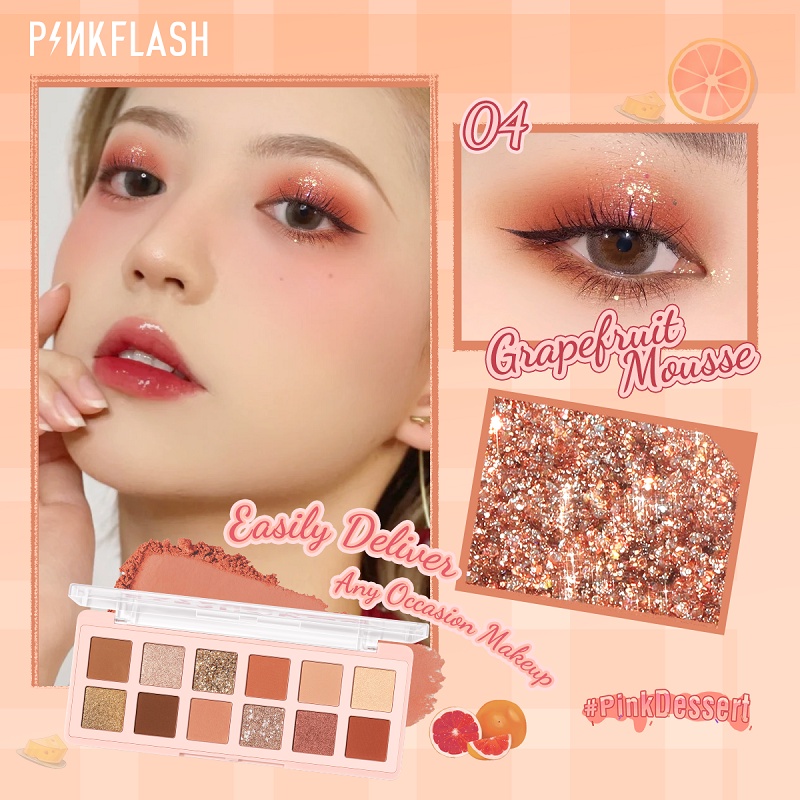 PINKFLASH
04
Grapefruit
Mousse
Easily Deliver
Any Occasion Makeup
#PinkDessert